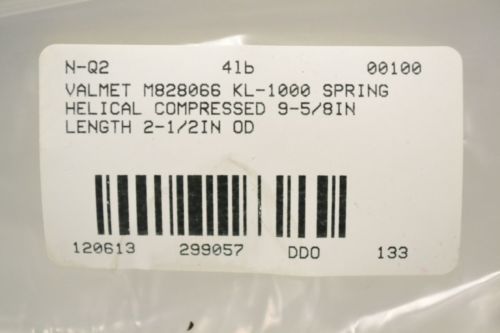 N-Q2 4lb 00100
VALMET M828066 KL-1000 SPRING
HELICAL COMPRESSED 9-5/8IN
LENGTH 2-1/2IN OD
120613 299057 DDO 133